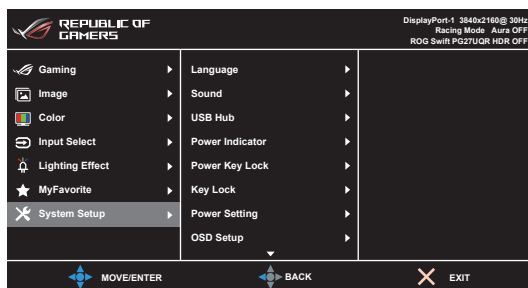 REPUBLIC OF
GAMERS
DisplayPort-1 3840x2160@ 30Hz
Racing Mode Aura OFF
ROG Swift PG27UQR HDR OFF
Gaming
Image
Color
Input Select
Lighting Effect
MyFavorite
System Setup
Language
Sound
USB Hub
Power Indicator
Power Key Lock
Key Lock
Power Setting
OSD Setup
MOVE/ENTER
BACK
EXIT